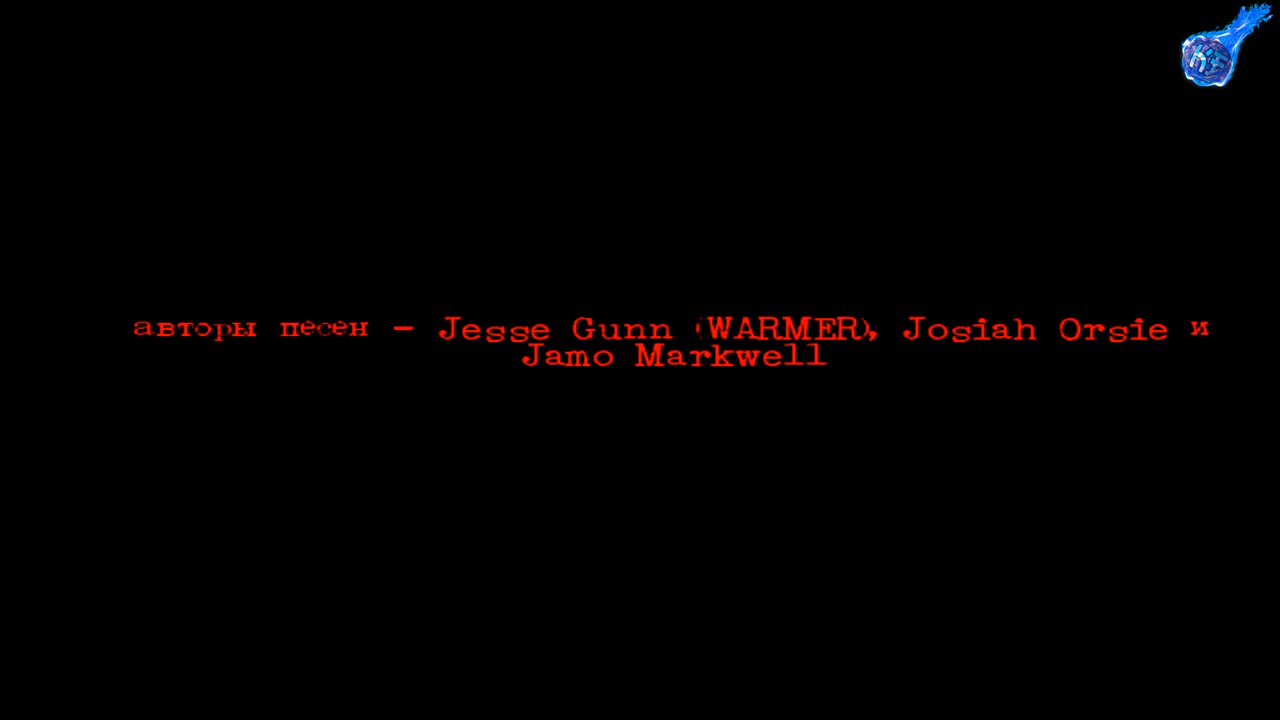 авторы песен - Jesse Gunn (WARMER), Josiah Orsie и
Jamo Markwell